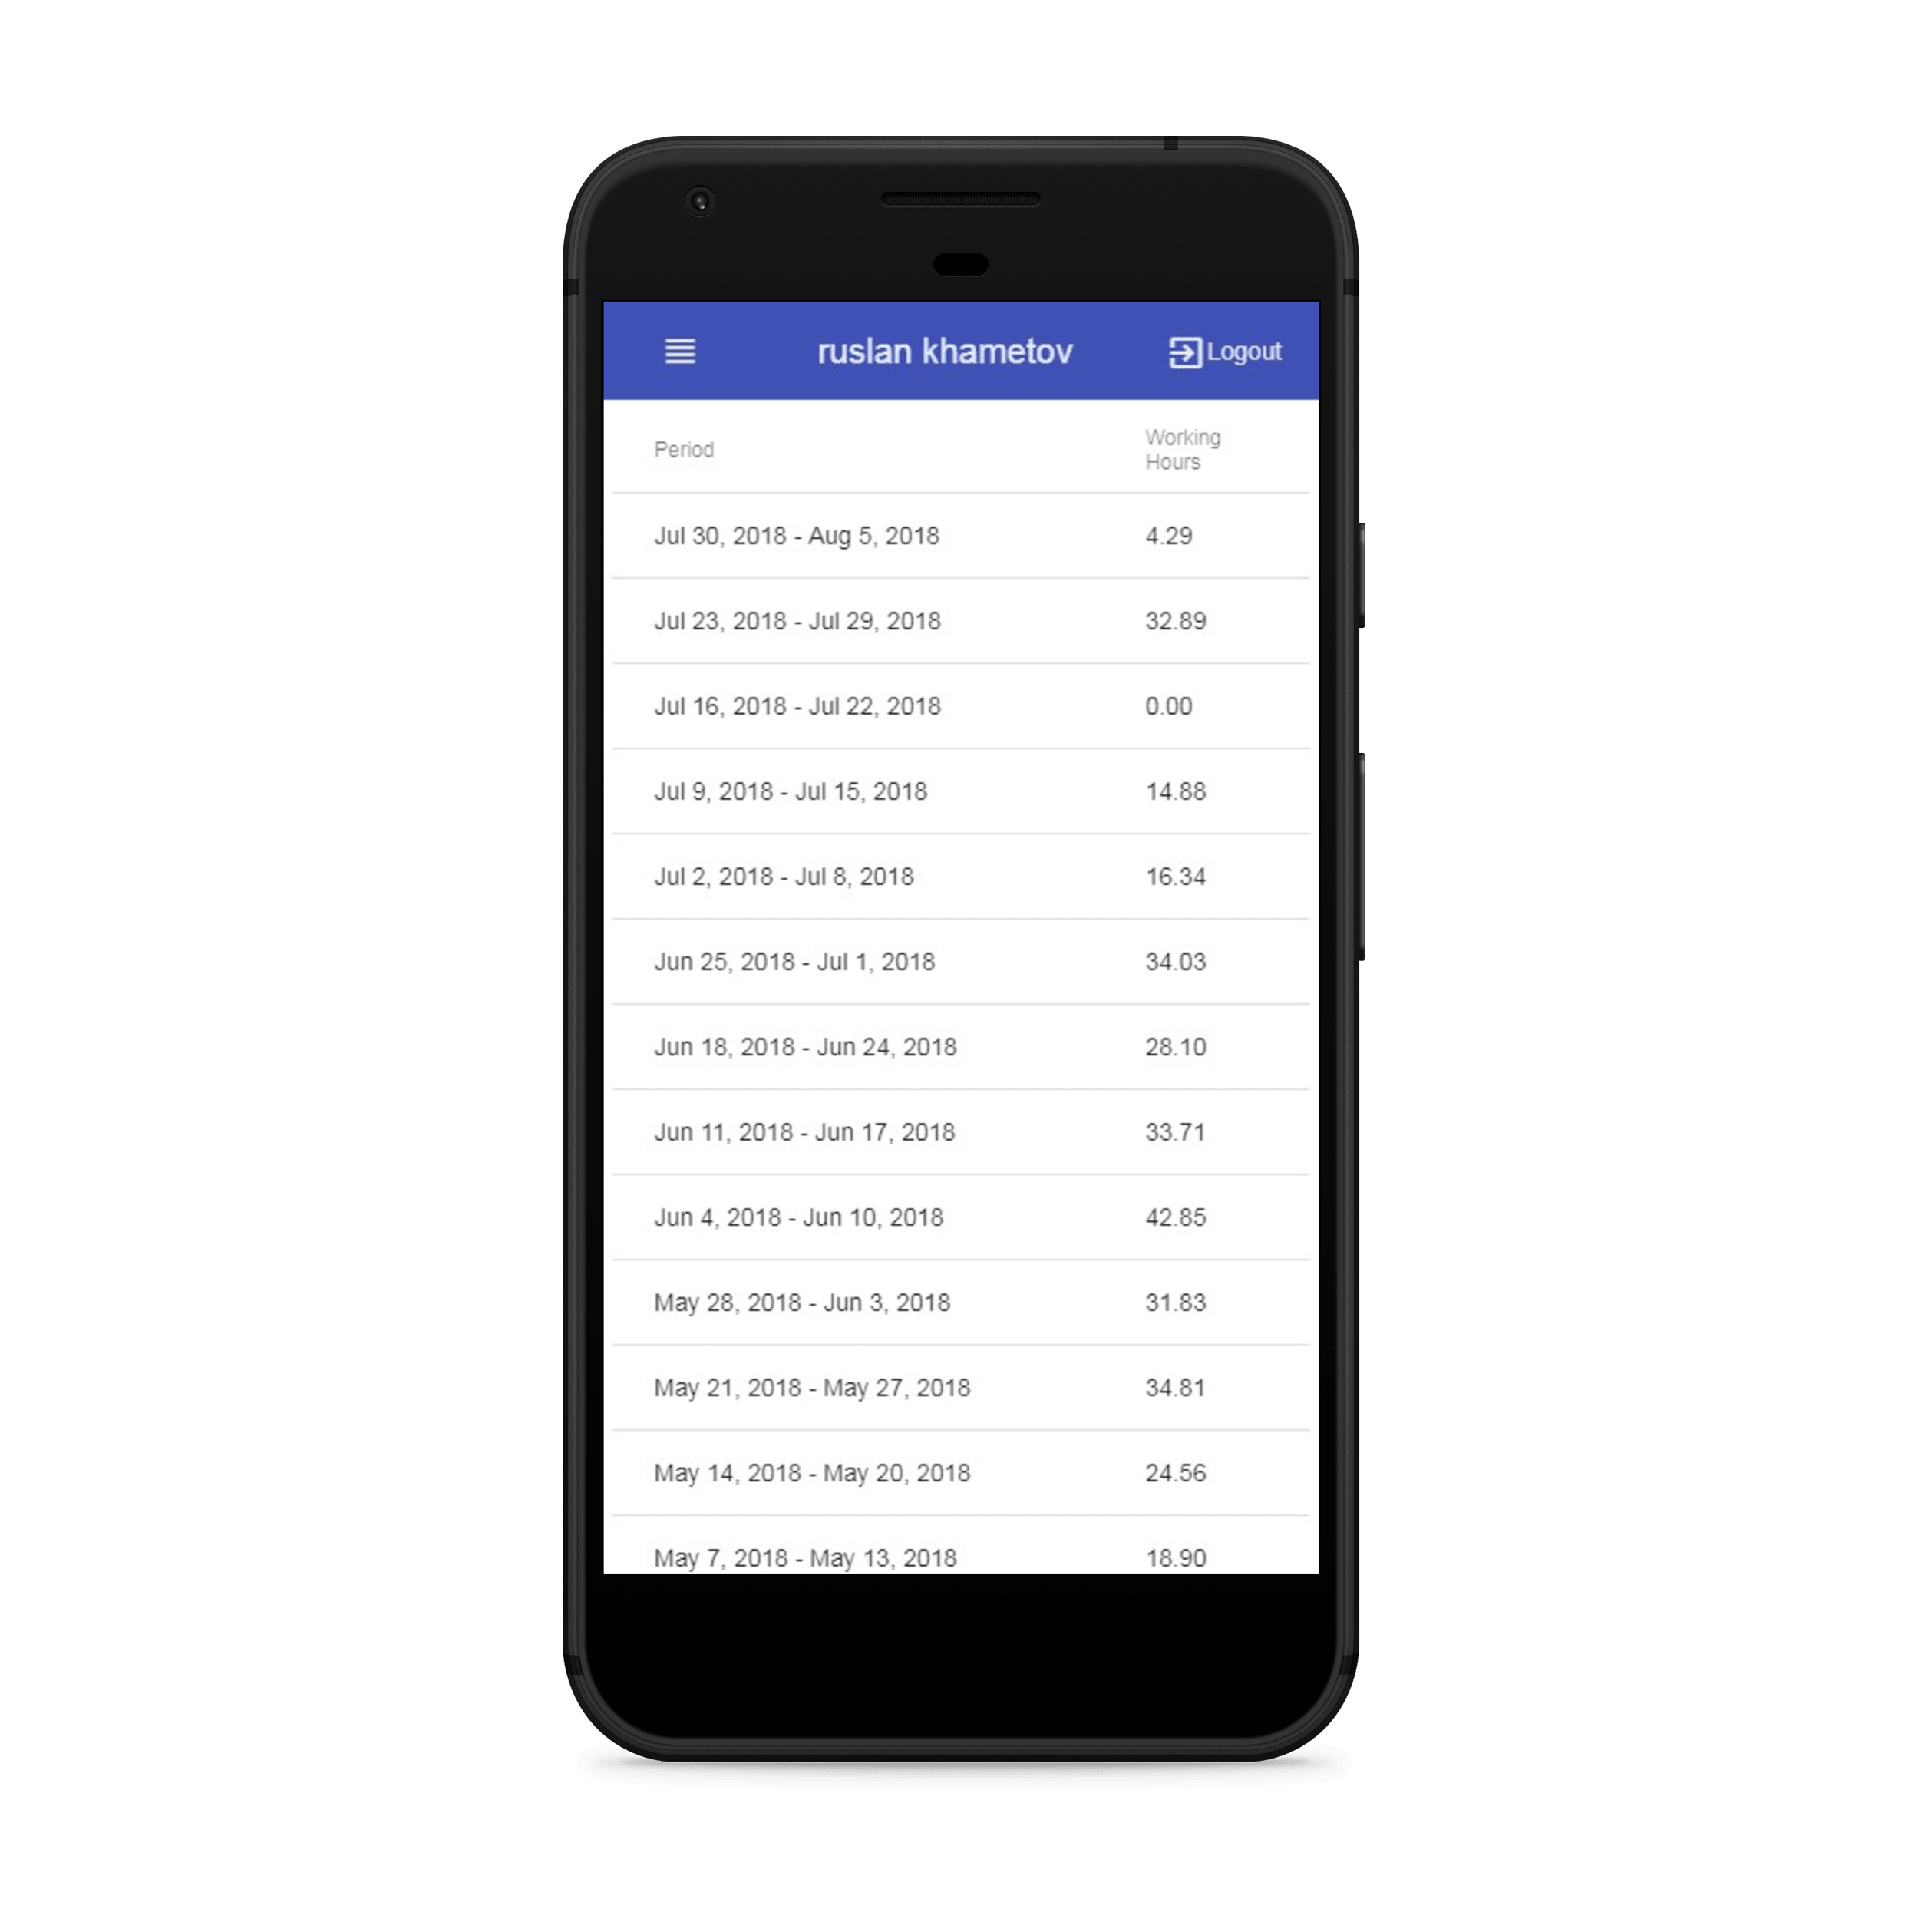 ruslan khametov Logout
Period Working
Hours
Jul 30, 2018 - Aug 5, 2018 4.29
Jul 23, 2018 - Jul 29, 2018 32.89
Jul 16, 2018 - Jul 22, 2018 0.00
Jul 9, 2018 - Jul 15, 2018 14.88
Jul 2, 2018 - Jul 8, 2018 16.34
Jun 25, 2018 - Jul 1, 2018 34.03
Jun 18, 2018 - Jun 24, 2018 28.10
Jun 11, 2018 - Jun 17, 2018 33.71
Jun 4, 2018 - Jun 10, 2018 42.85
May 28, 2018 - Jun 3, 2018 31.83
May 21, 2018 - May 27, 2018 34.81
May 14, 2018 - May 20, 2018 24.56
May 7, 2018 - May 13, 2018 18.90